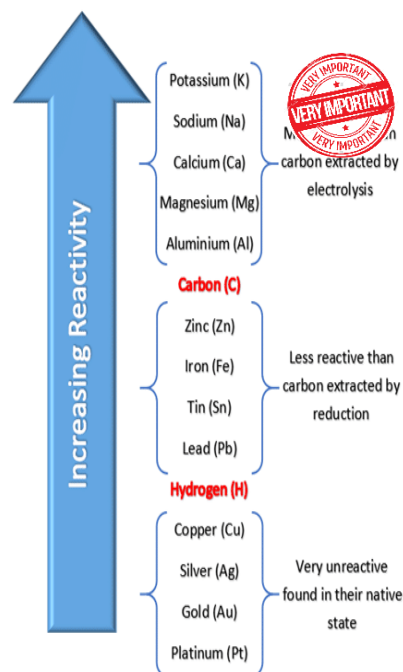 Increasing Reactivity
Potassium (K)
Sodium (Na)
Calcium (Ca)
Magnesium (Mg)
Aluminium (Al)
VERY IMPORTANT
VERY IMPORTANT
VERY IMPORTANT
carbon extracted by
electrolysis
Carbon (C)
Zinc (Zn)
Iron (Fe)
Tin (Sn)
Lead (Pb)
Less reactive than
carbon extracted by
reduction
Hydrogen (H)
Copper (Cu)
Silver (Ag)
Gold (Au)
Platinum (Pt)
Very unreactive
found in their native
state